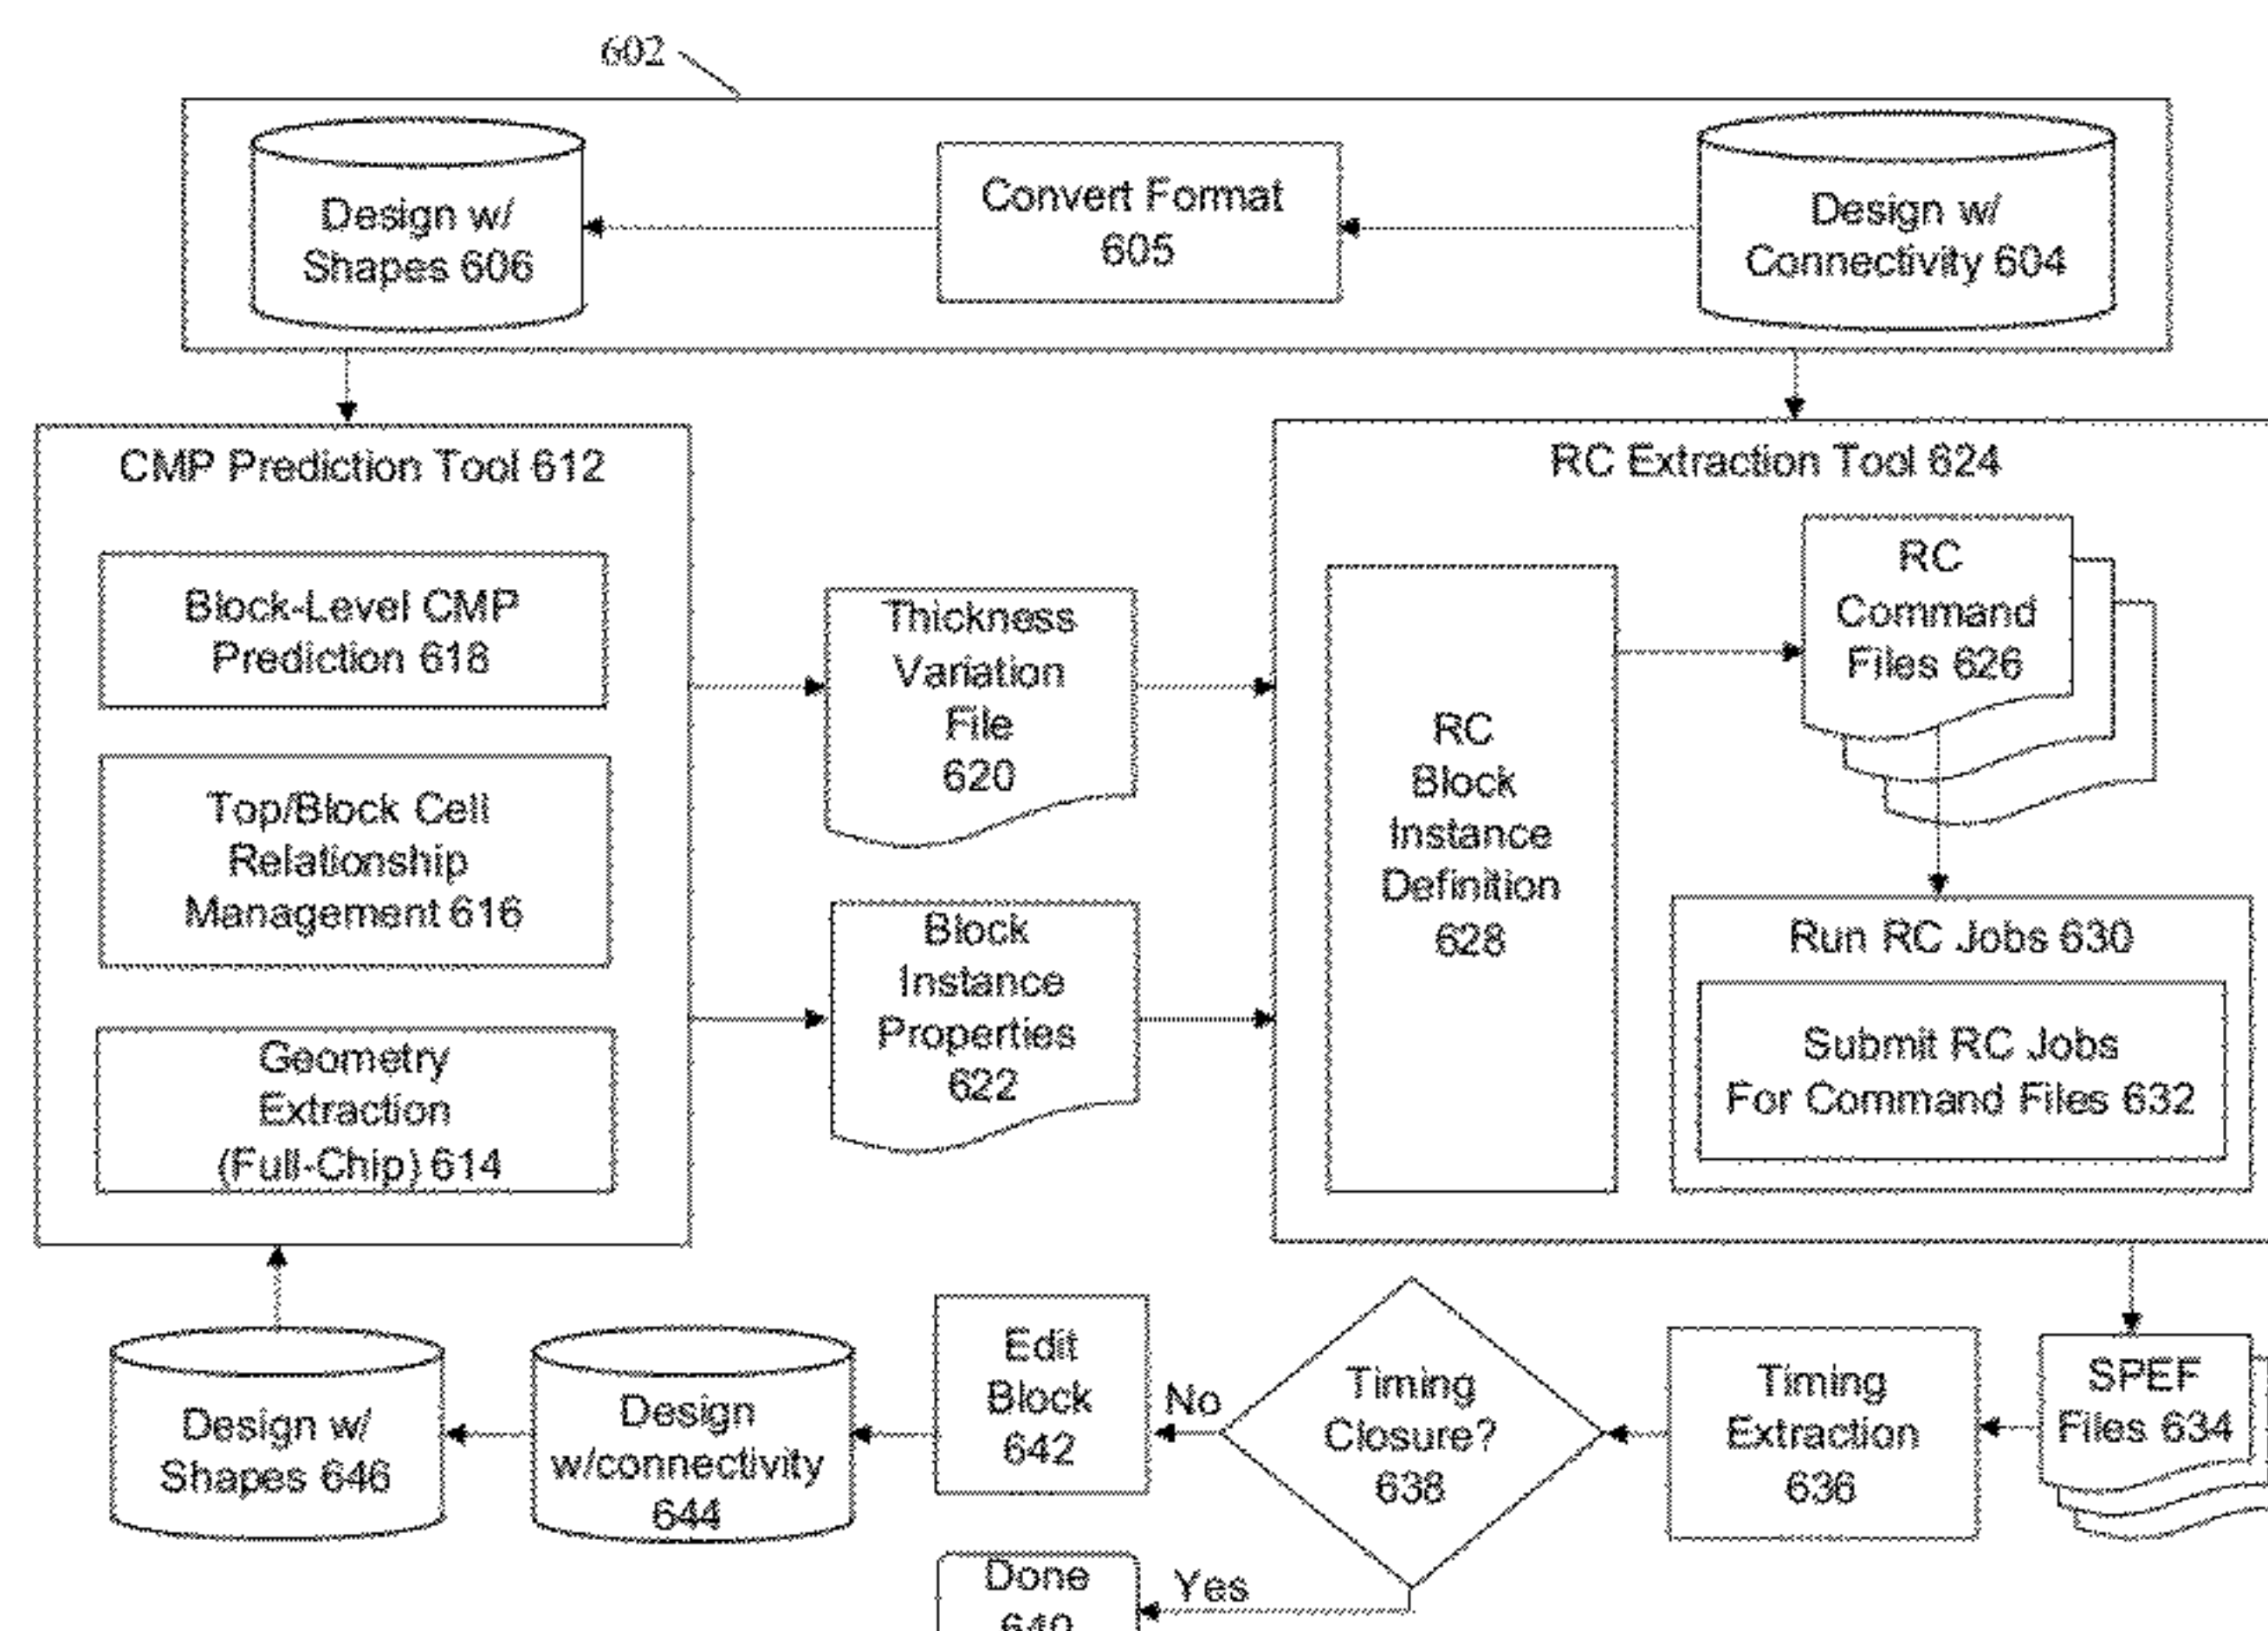 602
Design w/
Shapes 606
Convert Format
605
Design w/
Connectivity 604
CMP Prediction Tool 612
Block-Level CMP
Prediction 618
Top/Block Cell
Relationship
Management 616
Geometry
Extraction
(Full-Chip) 614
Thickness
Variation
File
620
Block
Instance
Properties
622
RC Extraction Tool 624
RC
Block
Instance
Definition
628
RC
Command
Files 626
Run RC Jobs 630
Submit RC Jobs
For Command Files 632
SPEF
Files 634
Timing
Extraction
636
Timing
Closure?
638
No
Edit
Block
642
Design
w/connectivity
644
Design w/
Shapes 646
Yes
Done
640